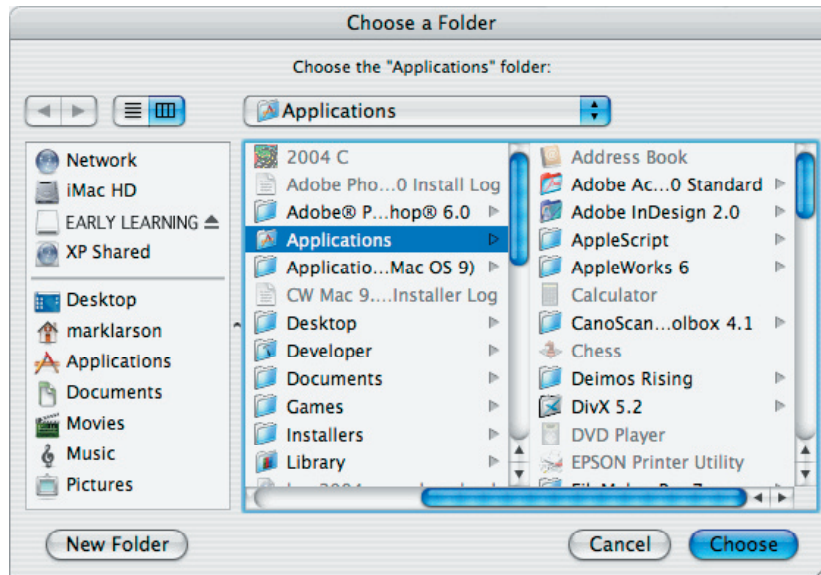 Choose a Folder
Choose the "Applications" folder:
Applications
Network
iMac HD
EARLY LEARNING
XP Shared
Desktop
marklarson
Applications
Documents
Movies
Music
Pictures
2004 C
Adobe Pho...0 Install Log
Adobe® P...hop® 6.0
Applications
Applicatio...Mac OS 9)
CW Mac 9....Installer Log
Desktop
Developer
Documents
Games
Installers
Library
Address Book
Adobe Ac...0 Standard
Adobe InDesign 2.0
AppleScript
AppleWorks 6
Calculator
CanoScan...olbox 4.1
Chess
Deimos Rising
DivX 5.2
DVD Player
EPSON Printer Utility
New Folder
Cancel
Choose